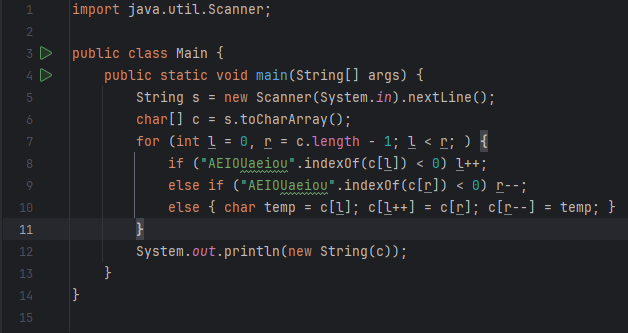 1 import java.util.Scanner;
2
3 public class Main {
4     public static void main(String[] args) {
5         String s = new Scanner(System.in).nextLine();
6         char[] c = s.toCharArray();
7         for (int l = 0, r = c.length - 1; l < r; ) {
8             if ("AEIOUaeiou".indexOf(c[l]) < 0) l++;
9             else if ("AEIOUaeiou".indexOf(c[r]) < 0) r--;
10             else { char temp = c[l]; c[l++] = c[r]; c[r--] = temp; }
11         }
12         System.out.println(new String(c));
13     }
14 }
15